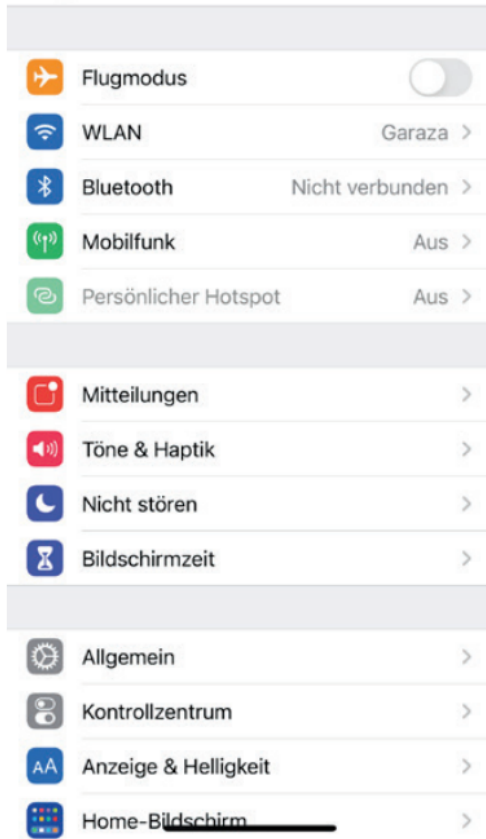 Flugmodus
WLAN Garaza
Bluetooth Nicht verbunden
Mobilfunk Aus
Persönlicher Hotspot Aus
Mitteilungen
Töne & Haptik
Nicht stören
Bildschirmzeit
Allgemein
Kontrollzentrum
AA Anzeige & Helligkeit
Home-Bildschirm